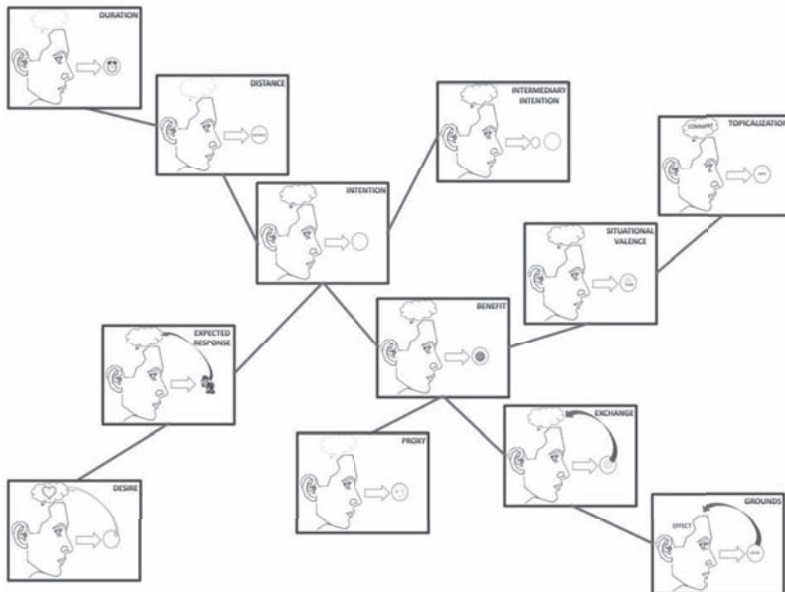 DURATION
DISTANCE
INTERMEDIARY
INTENTION
COMMENT
TOPICALIZATION
INTENTION
SITUATIONAL
VALENCE
EXPECTED
RESPONSE
BENEFIT
PROXY
EXCHANGE
DESIRE
EFFECT
GROUNDS